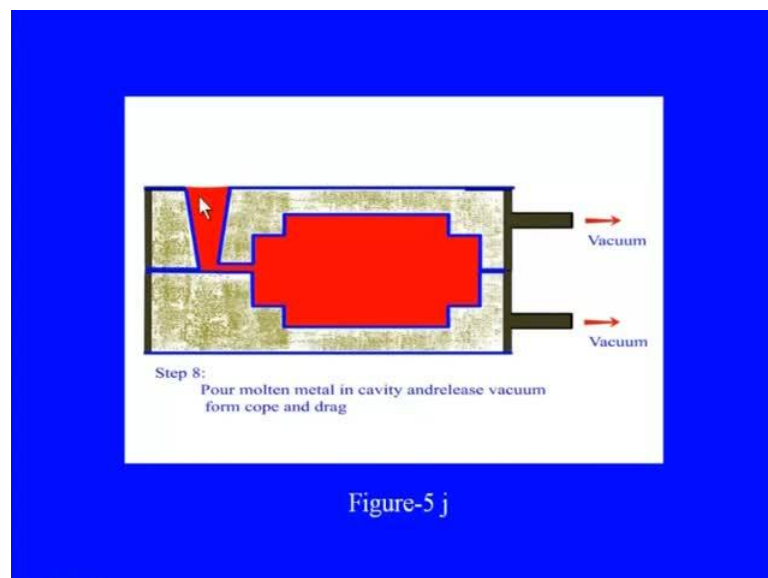 Vacuum
Vacuum
Step 8:
Pour molten metal in cavity andrelease vacuum
form cope and drag
Figure-5 j